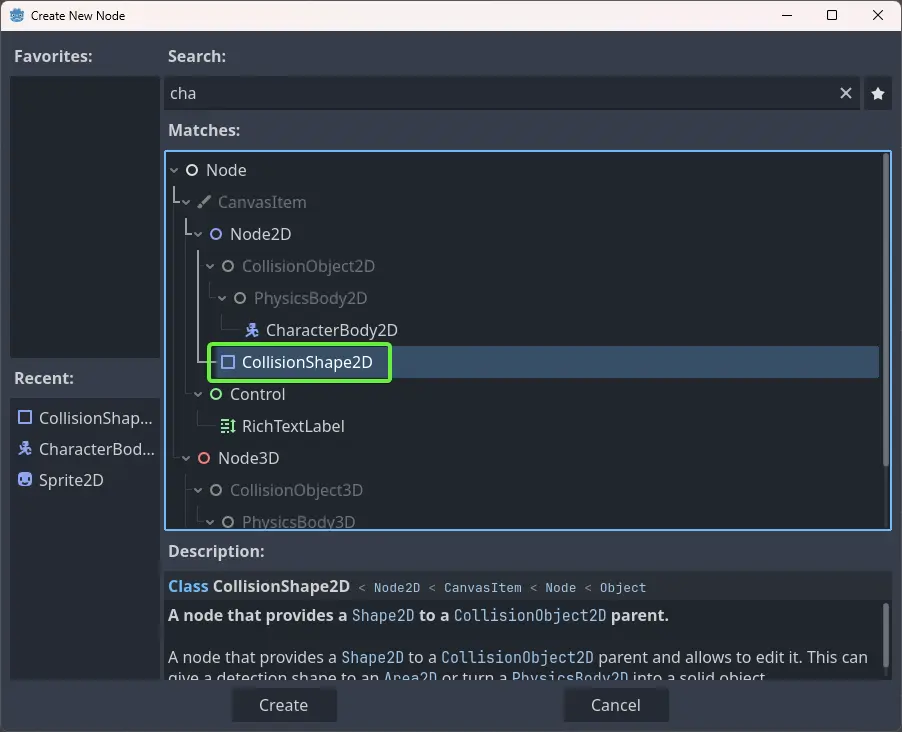 Create New Node
Favorites:
Search:
cha
Matches:
Node
CanvasItem
Node2D
CollisionObject2D
PhysicsBody2D
CharacterBody2D
CollisionShape2D
Control
RichTextLabel
Node3D
CollisionObject3D
PhysicsBody3D
Recent:
CollisionShap...
CharacterBod...
Sprite2D
Description:
Class CollisionShape2D < Node2D < CanvasItem < Node < Object
A node that provides a Shape2D to a CollisionObject2D parent.
A node that provides a Shape2D to a CollisionObject2D parent and allows to edit it. This can
give a detection shape to an Area2D or turn a PhysicsBody2D into a solid object.
Create
Cancel